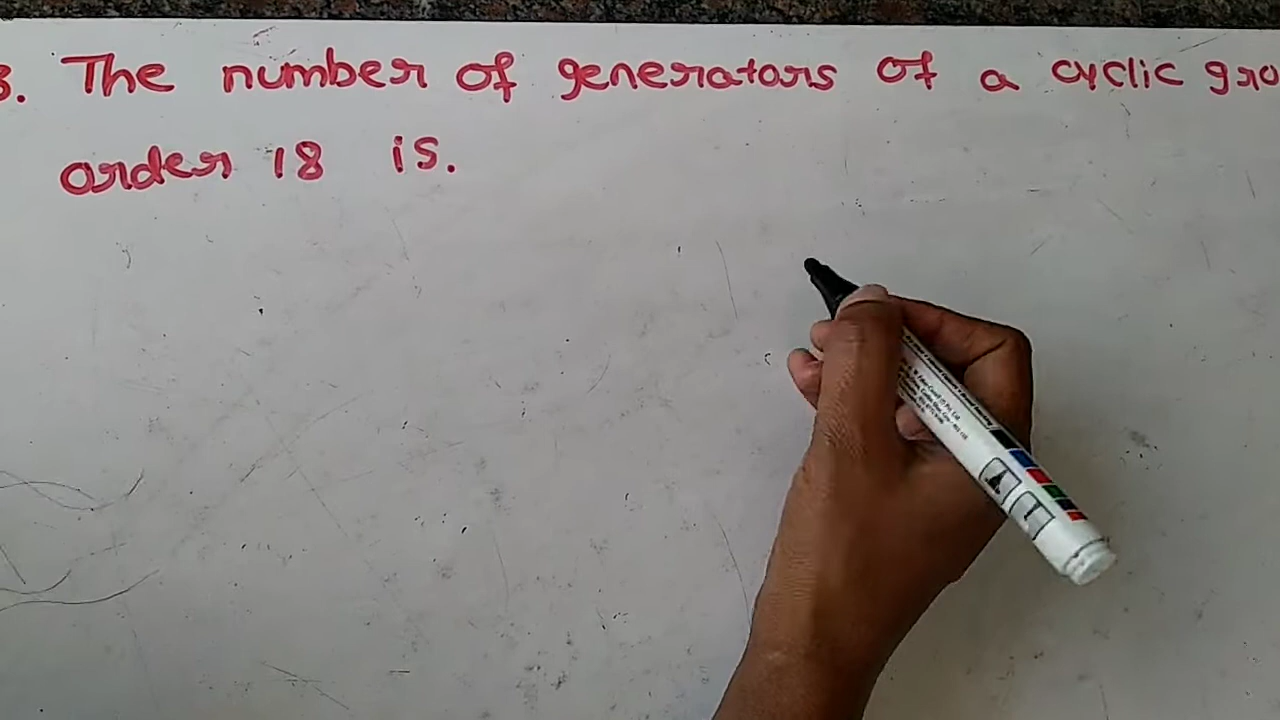 3. The number of generators of a cyclic gro
order 18 is.